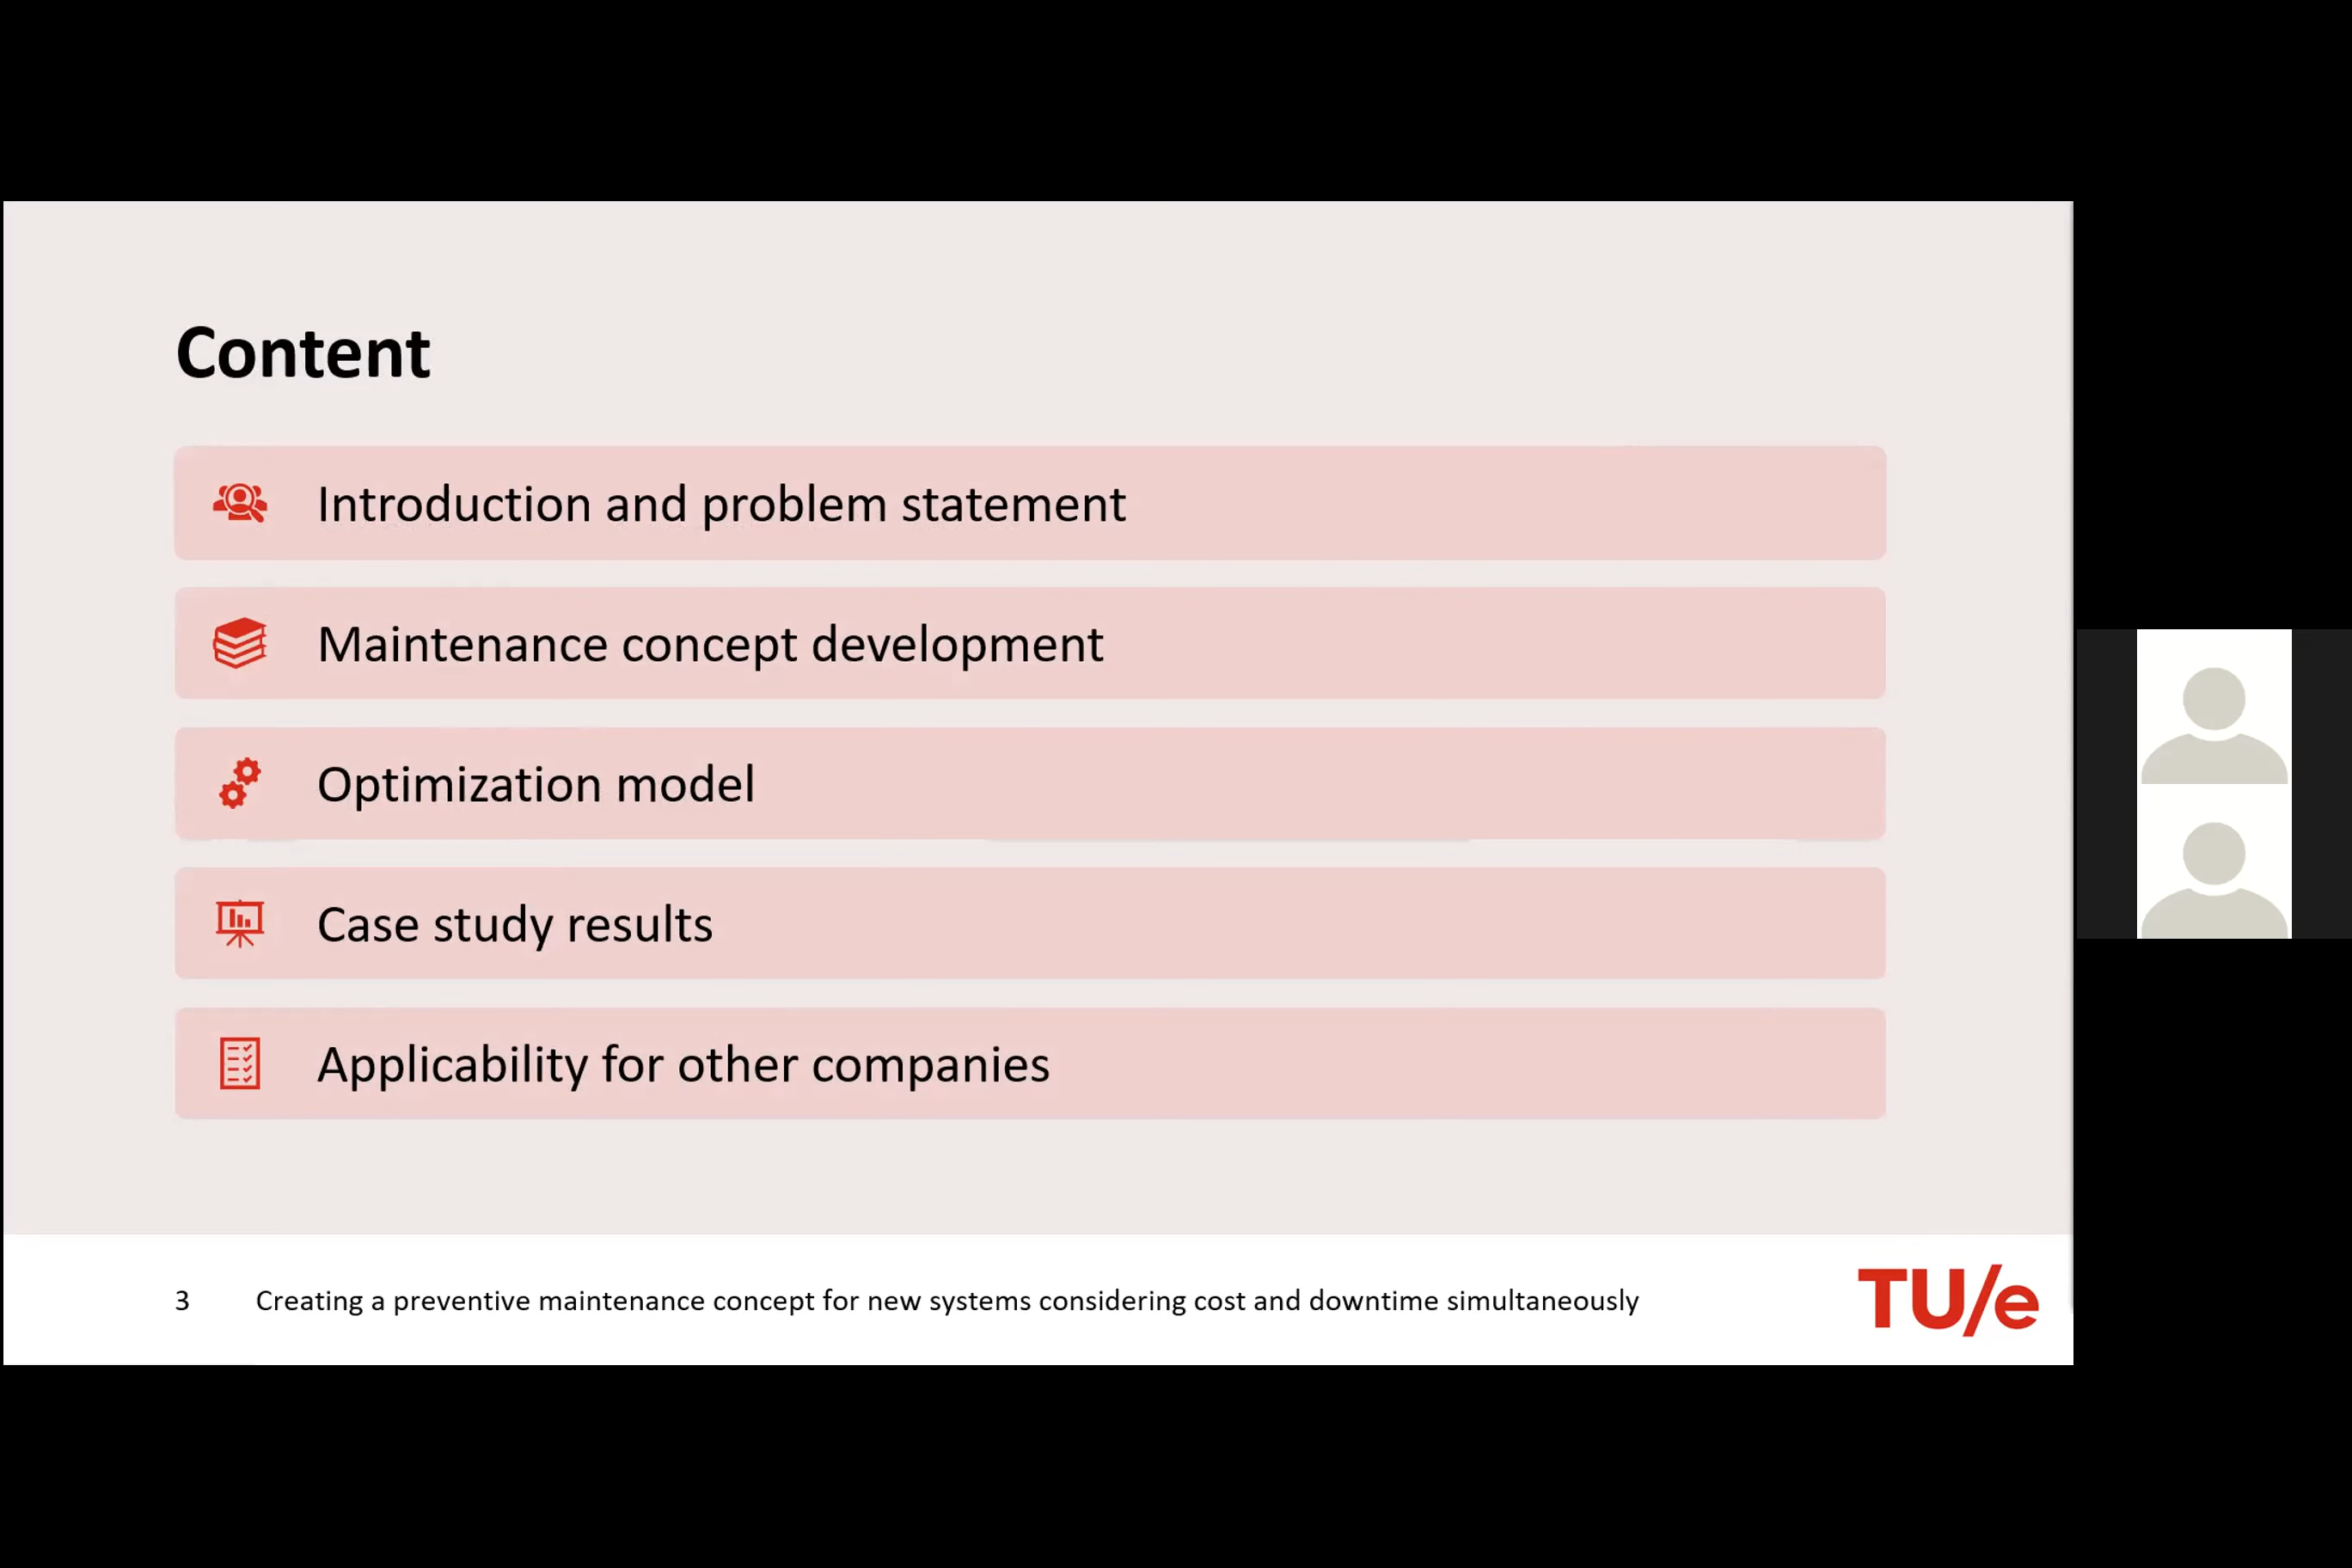 Content
Introduction and problem statement
Maintenance concept development
Optimization model
Case study results
Applicability for other companies
3 Creating a preventive maintenance concept for new systems considering cost and downtime simultaneously
TU/e